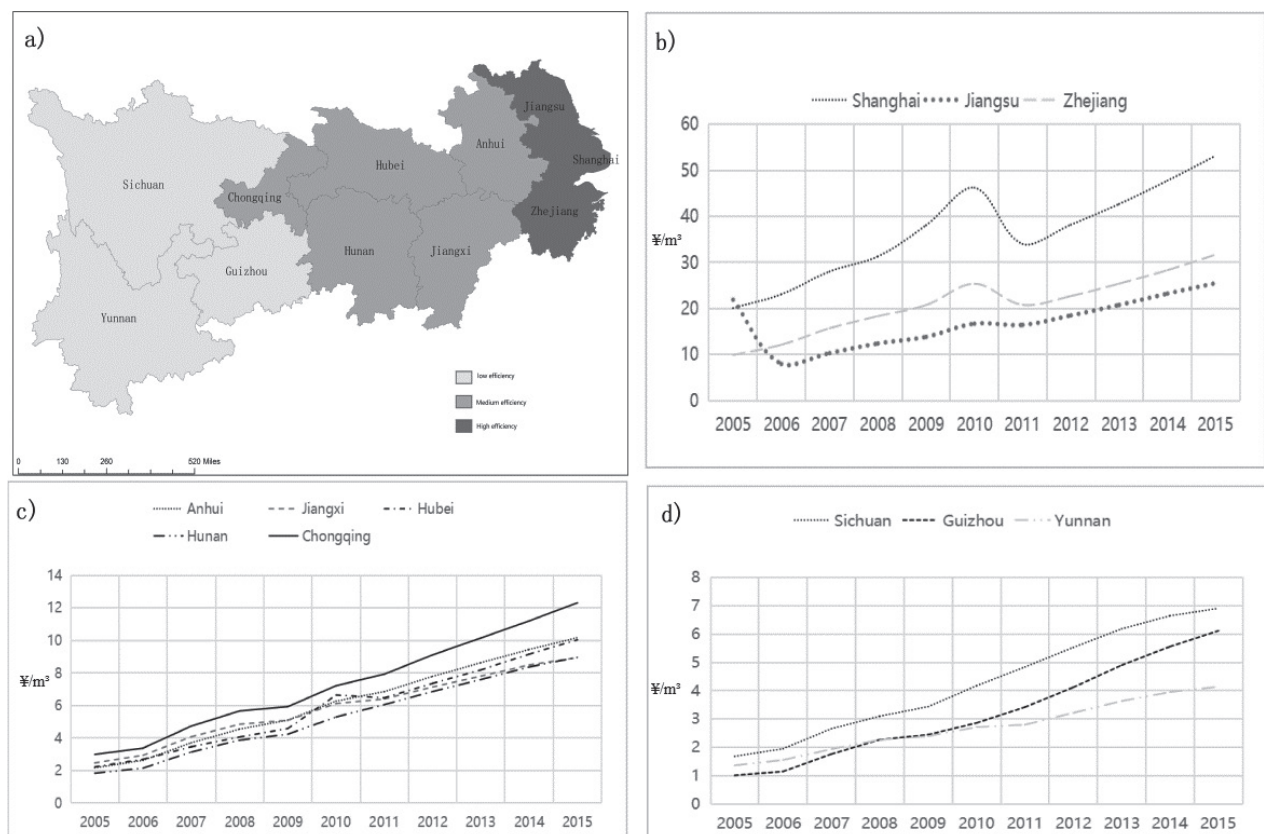 a)
Jiangsu
Anhui
Hubei
Shanghai
Sichuan
Chongqing
Zhejiang
Hunan
Jiangxi
Guizhou
Yunnan
low efficiency
Medium efficiency
High efficiency
0 130 260 520 Miles
b)
Shanghai Jiangsu Zhejiang
60
50
40
¥/m³
30
20
10
0
2005 2006 2007 2008 2009 2010 2011 2012 2013 2014 2015
c)
Anhui Jiangxi Hubei
Hunan Chongqing
14
12
10
8
¥/m³
6
4
2
0
2005 2006 2007 2008 2009 2010 2011 2012 2013 2014 2015
d)
Sichuan Guizhou Yunnan
8
7
6
5
¥/m³
4
3
2
1
0
2005 2006 2007 2008 2009 2010 2011 2012 2013 2014 2015